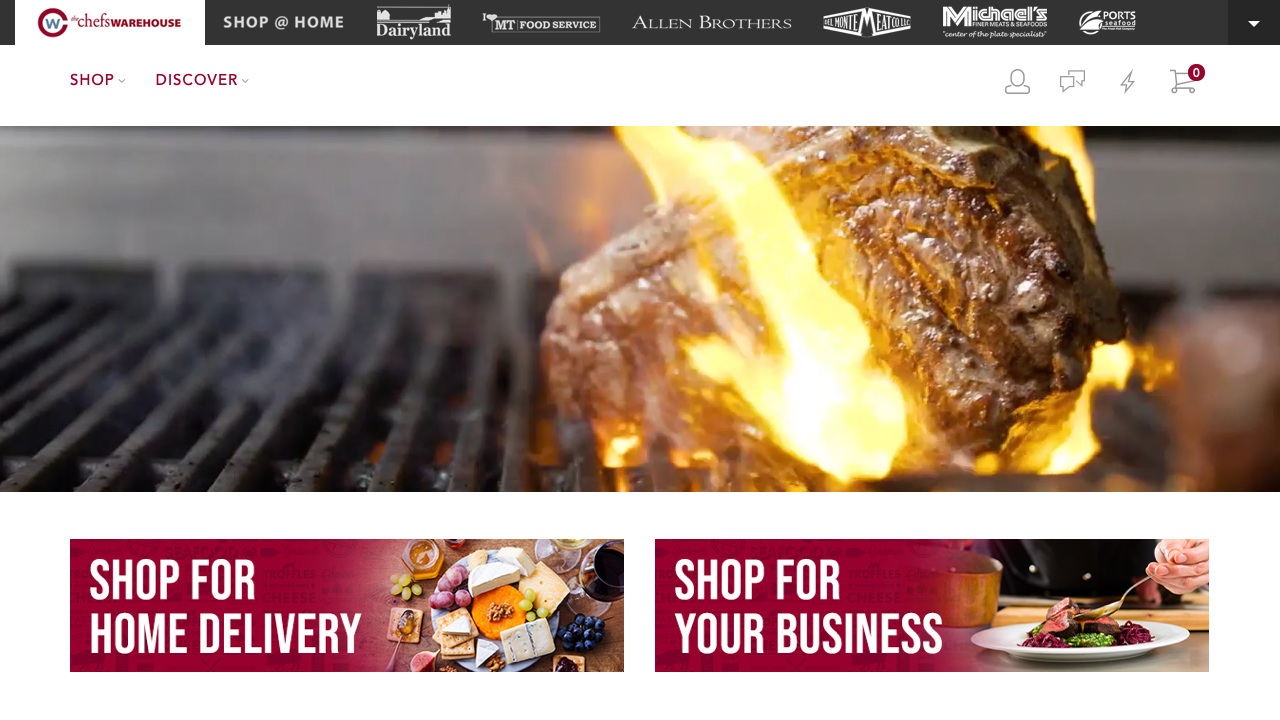 the chefs WAREHOUSE
SHOP @ HOME
Dairyland
I MT FOOD SERVICE
ALLEN BROTHERS
DEL MONTE MEAT CO LLC
Michael's
FINER MEATS & SEAFOODS
"center of the plate specialists"
PORTS
seafood
SHOP
DISCOVER
0
SHOP FOR
HOME DELIVERY
SHOP FOR
YOUR BUSINESS